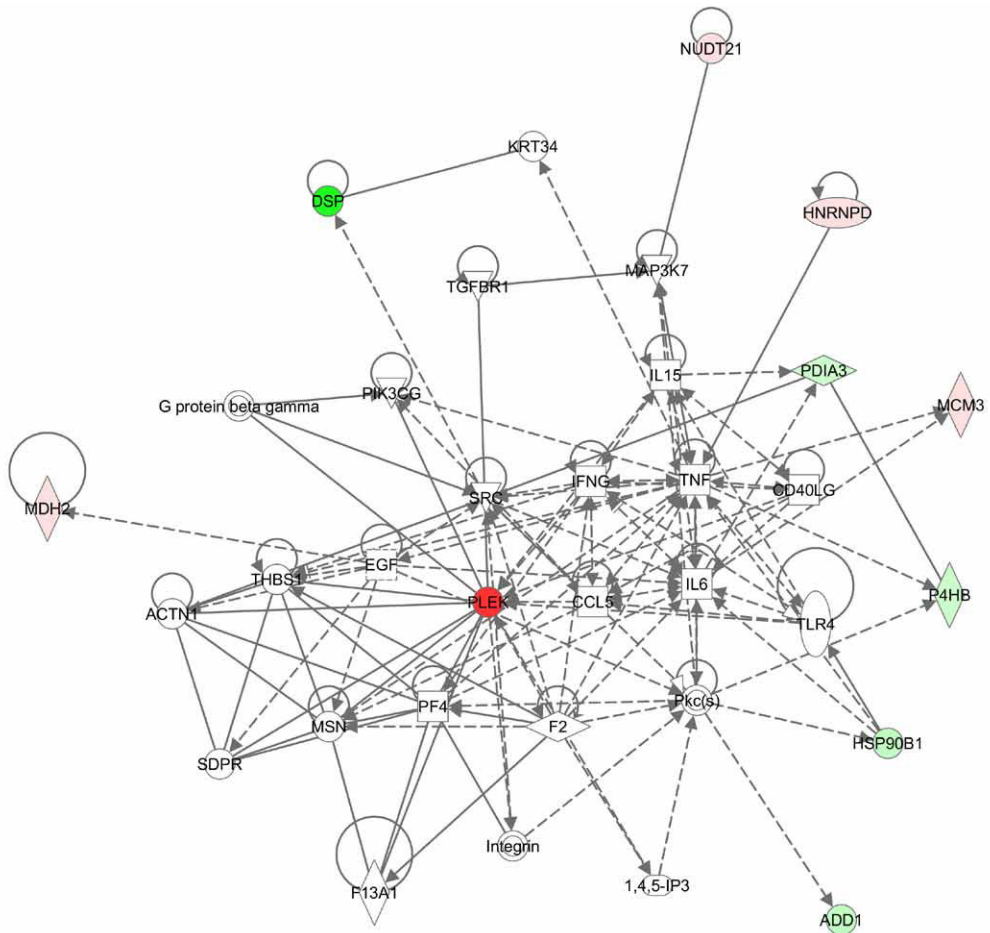 NUDT21
KRT34
DSP
HNRNPD
MAP3K7
TGFBR1
IL15
PDIA3
PIK3CG
G protein beta gamma
MCM3
IFNG
TNF
CD40LG
SRC
MDH2
EGF
THBS1
IL6
P4HB
PLEK
CCL5
ACTN1
TLR4
Pkc(s)
PF4
MSN
F2
HSP90B1
SDPR
Integrin
1,4,5-IP3
F13A1
ADD1